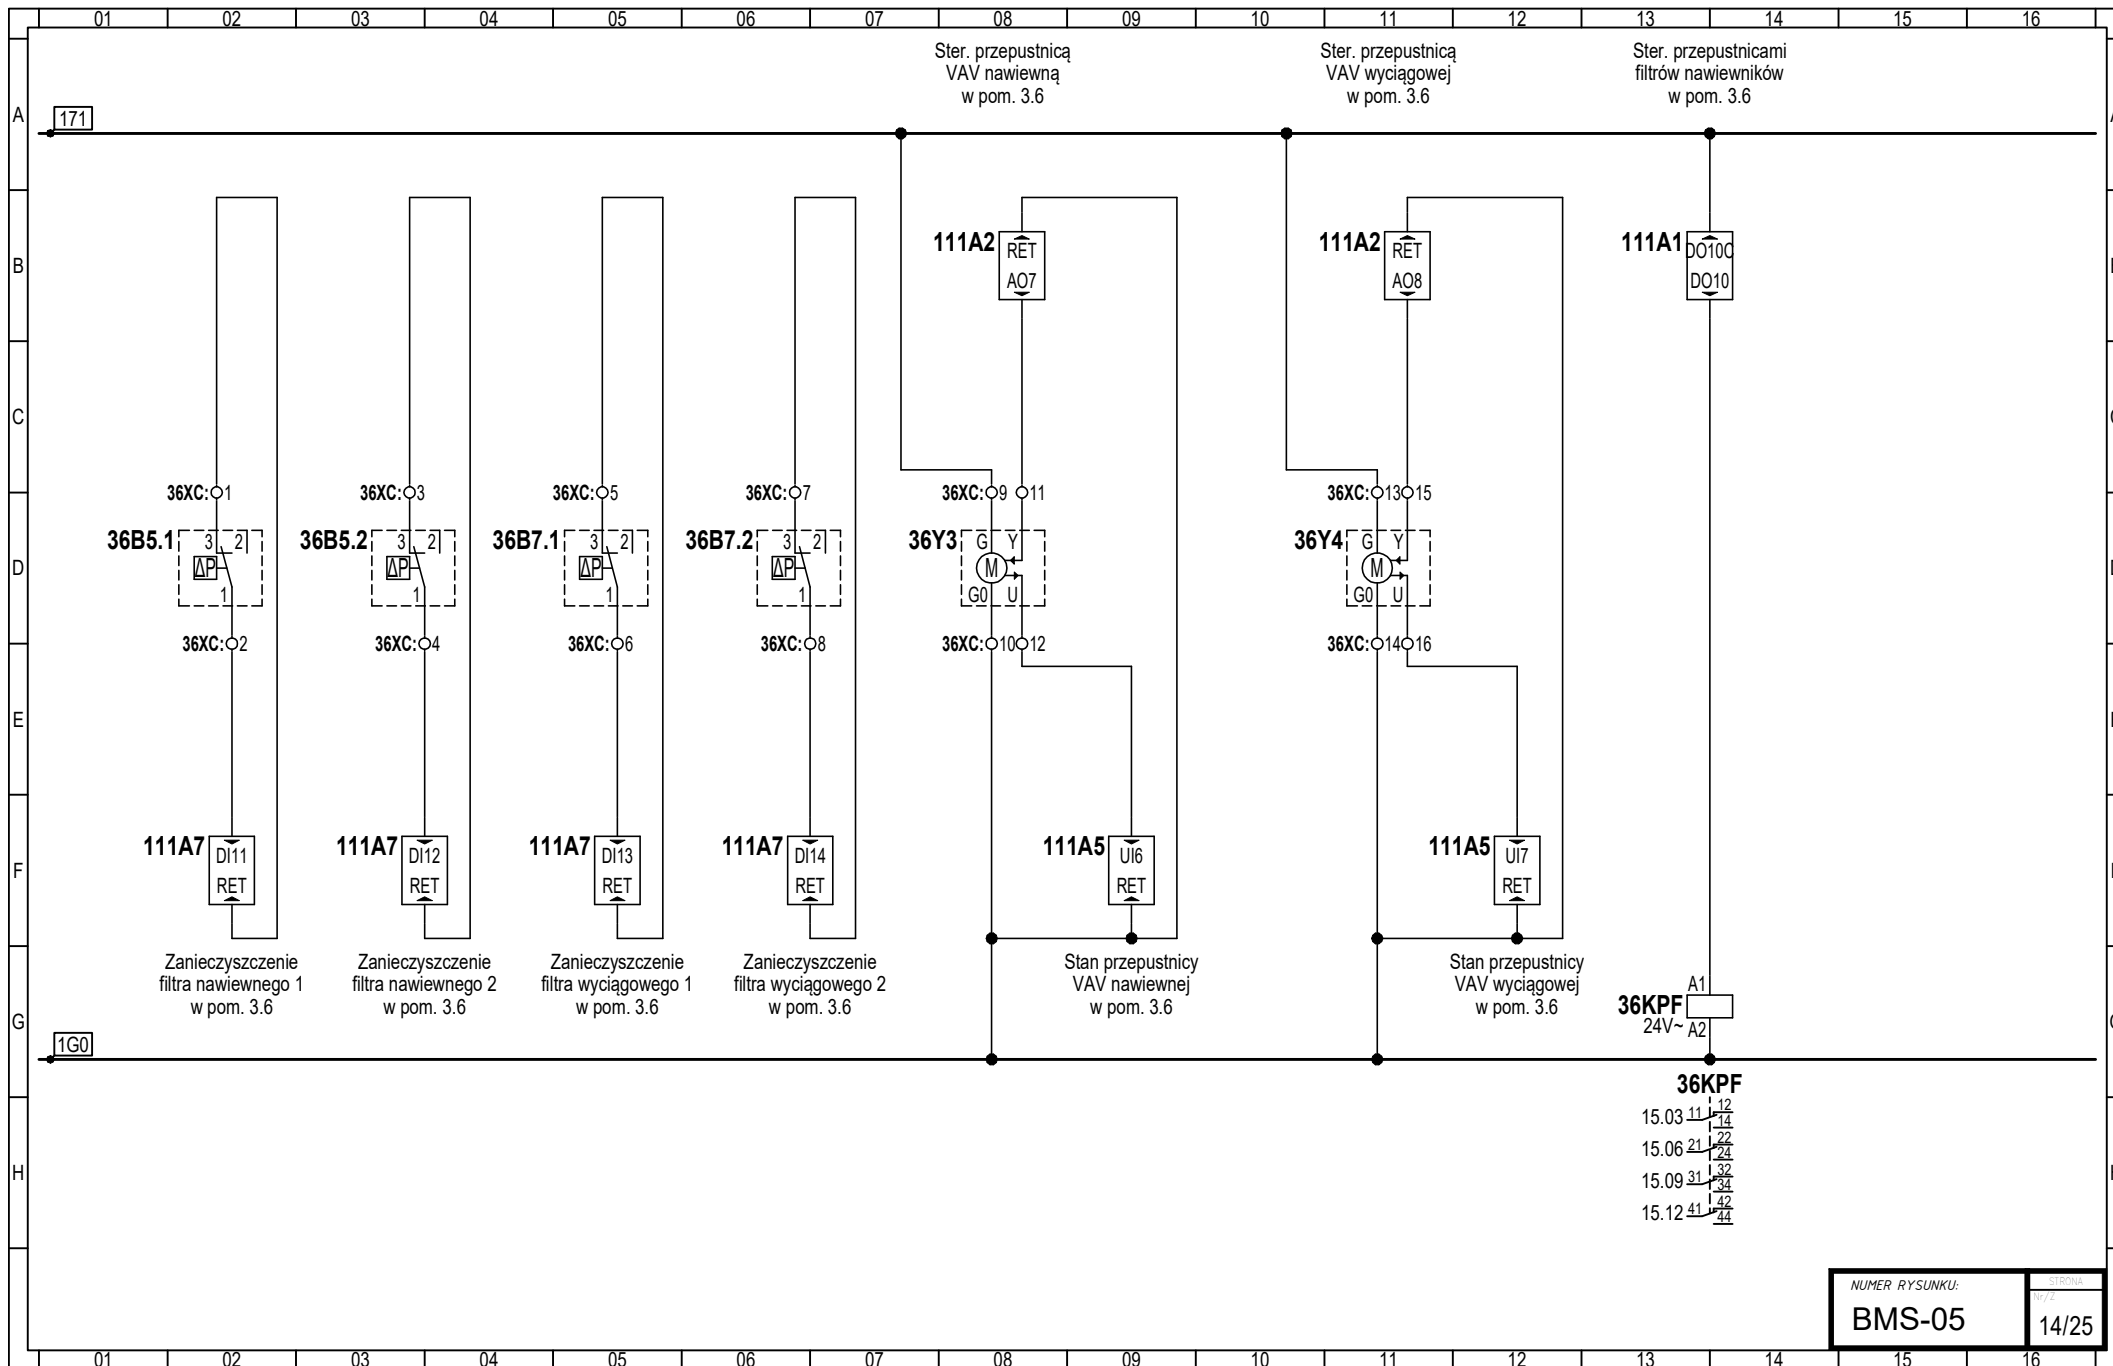 01 02 03 04 05 06 07 08 09 10 11 12 13 14 15 16
Ster. przepustnicą
VAV nawiewną
w pom. 3.6
Ster. przepustnicą
VAV wyciągowej
w pom. 3.6
Ster. przepustnicami
filtrów nawiewników
w pom. 3.6
A
171
B
111A2
RET
AO7
111A2
RET
AO8
111A1
DO10C
DO10
C
36XC: 1
36XC: 3
36XC: 5
36XC: 7
36XC: 9 11
36XC: 13 15
D
36B5.1
3 2
ΔP
1
36B5.2
3 2
ΔP
1
36B7.1
3 2
ΔP
1
36B7.2
3 2
ΔP
1
36Y3
G Y
M
G0 U
36Y4
G Y
M
G0 U
36XC: 2
36XC: 4
36XC: 6
36XC: 8
36XC: 10 12
36XC: 14 16
E
F
111A7
DI11
RET
111A7
DI12
RET
111A7
DI13
RET
111A7
DI14
RET
111A5
UI6
RET
111A5
UI7
RET
Zanieczyszczenie
filtra nawiewnego 1
w pom. 3.6
Zanieczyszczenie
filtra nawiewnego 2
w pom. 3.6
Zanieczyszczenie
filtra wyciągowego 1
w pom. 3.6
Zanieczyszczenie
filtra wyciągowego 2
w pom. 3.6
Stan przepustnicy
VAV nawiewnej
w pom. 3.6
Stan przepustnicy
VAV wyciągowej
w pom. 3.6
G
A1
36KPF
24V~ A2
1G0
36KPF
15.03 11 12
14
15.06 21 22
24
15.09 31 32
34
15.12 41 42
44
H
NUMER RYSUNKU:
BMS-05
STRONA
Nr/Z
14/25
01 02 03 04 05 06 07 08 09 10 11 12 13 14 15 16